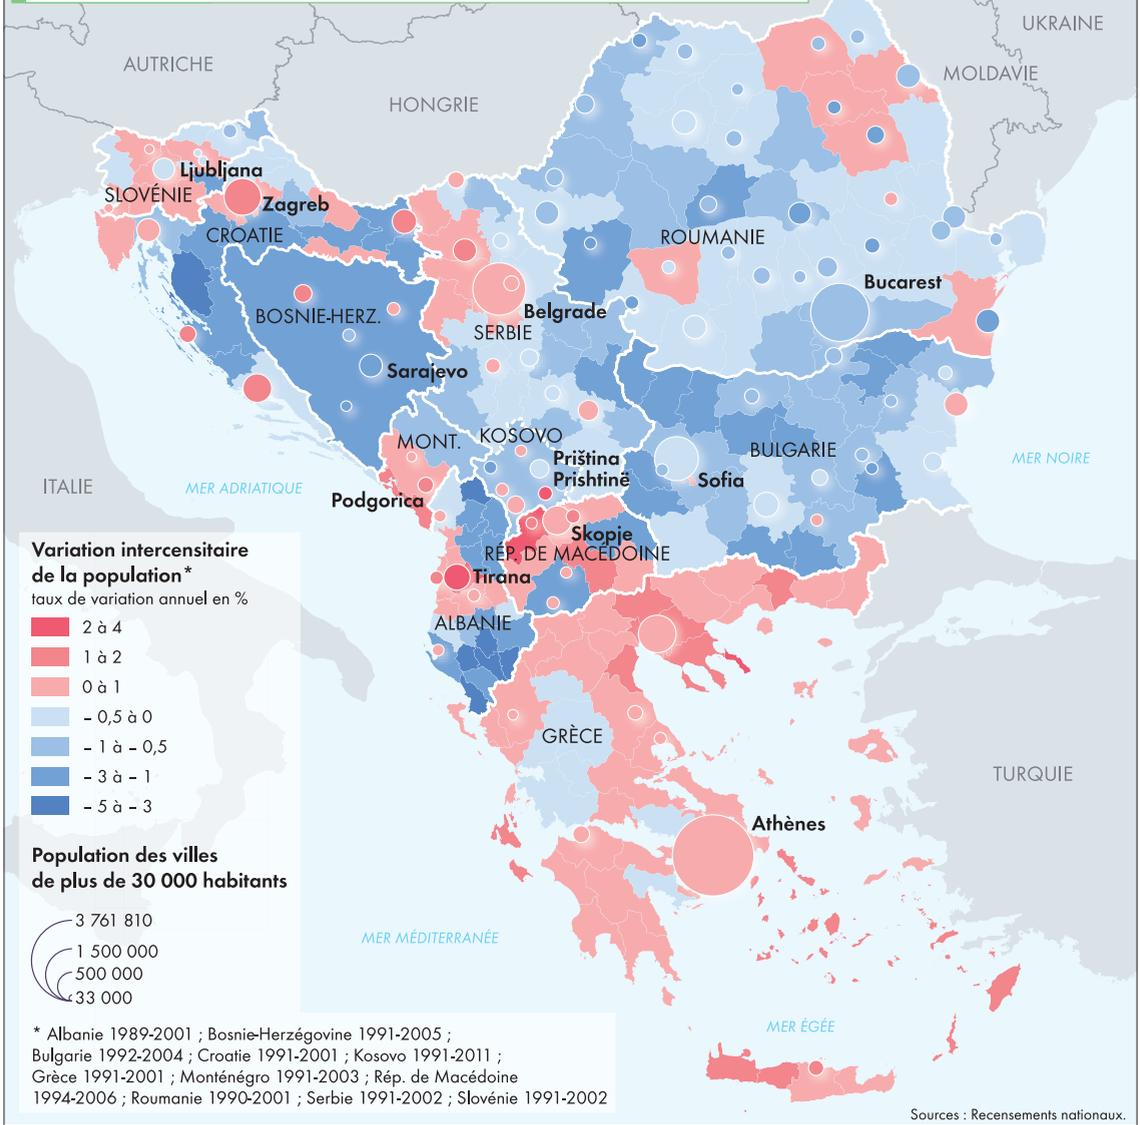 UKRAINE
AUTRICHE
MOLDAVIE
HONGRIE
Ljubljana
SLOVÉNIE
Zagreb
CROATIE
ROUMANIE
Bucarest
BOSNIE-HERZ.
Belgrade
SERBIE
Sarajevo
MONT.
KOSOVO
BULGARIE
Priština
Prishtinë
MER NOIRE
Sofia
ITALIE
MER ADRIATIQUE
Podgorica
Skopje
RÉP. DE MACÉDOINE
Tirana
ALBANIE
GRÈCE
TURQUIE
Athènes
MER MÉDITERRANÉE
MER ÉGÉE
Variation intercensitaire
de la population*
taux de variation annuel en %
2 à 4
1 à 2
0 à 1
– 0,5 à 0
– 1 à – 0,5
– 3 à – 1
– 5 à – 3
Population des villes
de plus de 30 000 habitants
3 761 810
1 500 000
500 000
33 000
* Albanie 1989-2001 ; Bosnie-Herzégovine 1991-2005 ;
Bulgarie 1992-2004 ; Croatie 1991-2001 ; Kosovo 1991-2011 ;
Grèce 1991-2001 ; Monténégro 1991-2003 ; Rép. de Macédoine
1994-2006 ; Roumanie 1990-2001 ; Serbie 1991-2002 ; Slovénie 1991-2002
Sources : Recensements nationaux.